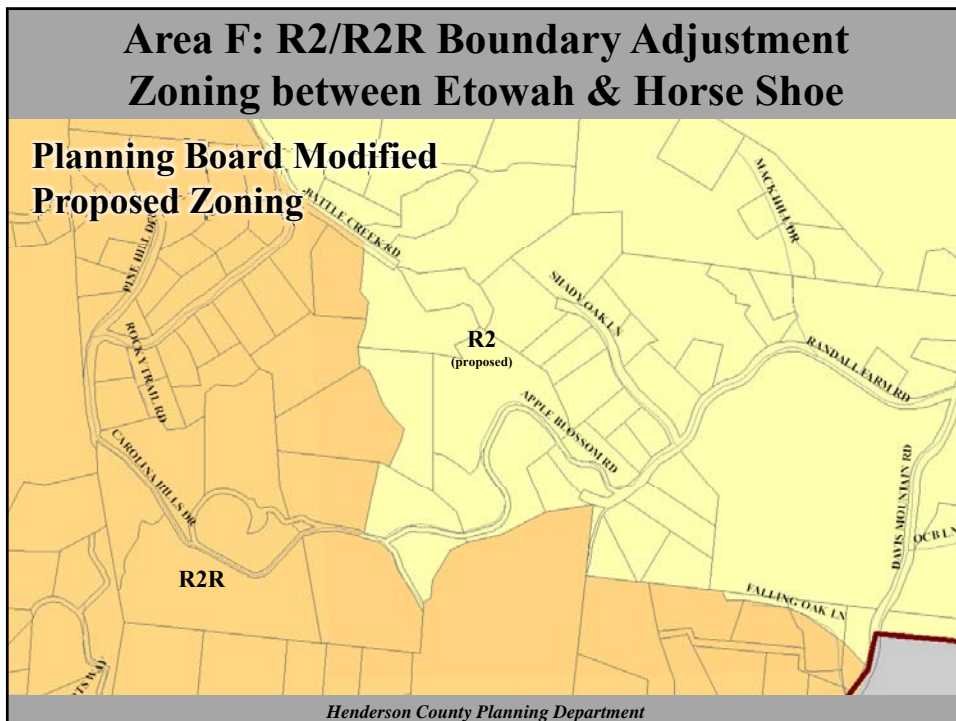 Area F: R2/R2R Boundary Adjustment
Zoning between Etowah & Horse Shoe
Planning Board Modified
Proposed Zoning
BATTLE CREEK RD
MACK HILL DR
PINE HILL DR
SHADY OAK LN
ROCKY TRAIL RD
R2
(proposed)
RANDALL FARM RD
APPLE BLOSSOM RD
CAROLINA HILLS DR
DAVIS MOUNTAIN RD
OCB LN
R2R
FALLING OAK LN
Henderson County Planning Department